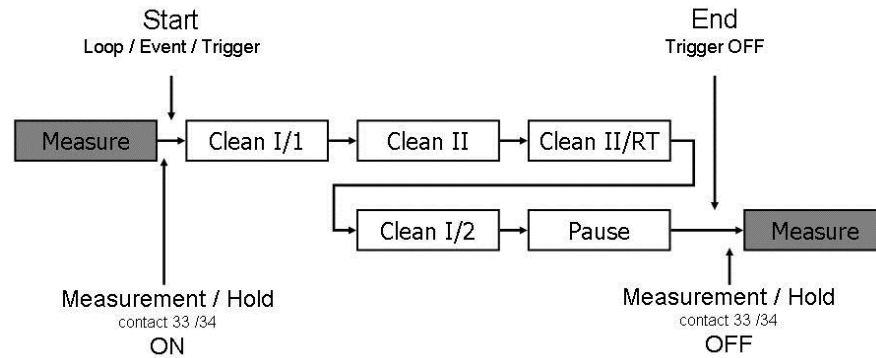 Start
Loop / Event / Trigger
End
Trigger OFF
Measure
Clean I/1
Clean II
Clean II/RT
Clean I/2
Pause
Measure
Measurement / Hold
contact 33 /34
ON
Measurement / Hold
contact 33 /34
OFF